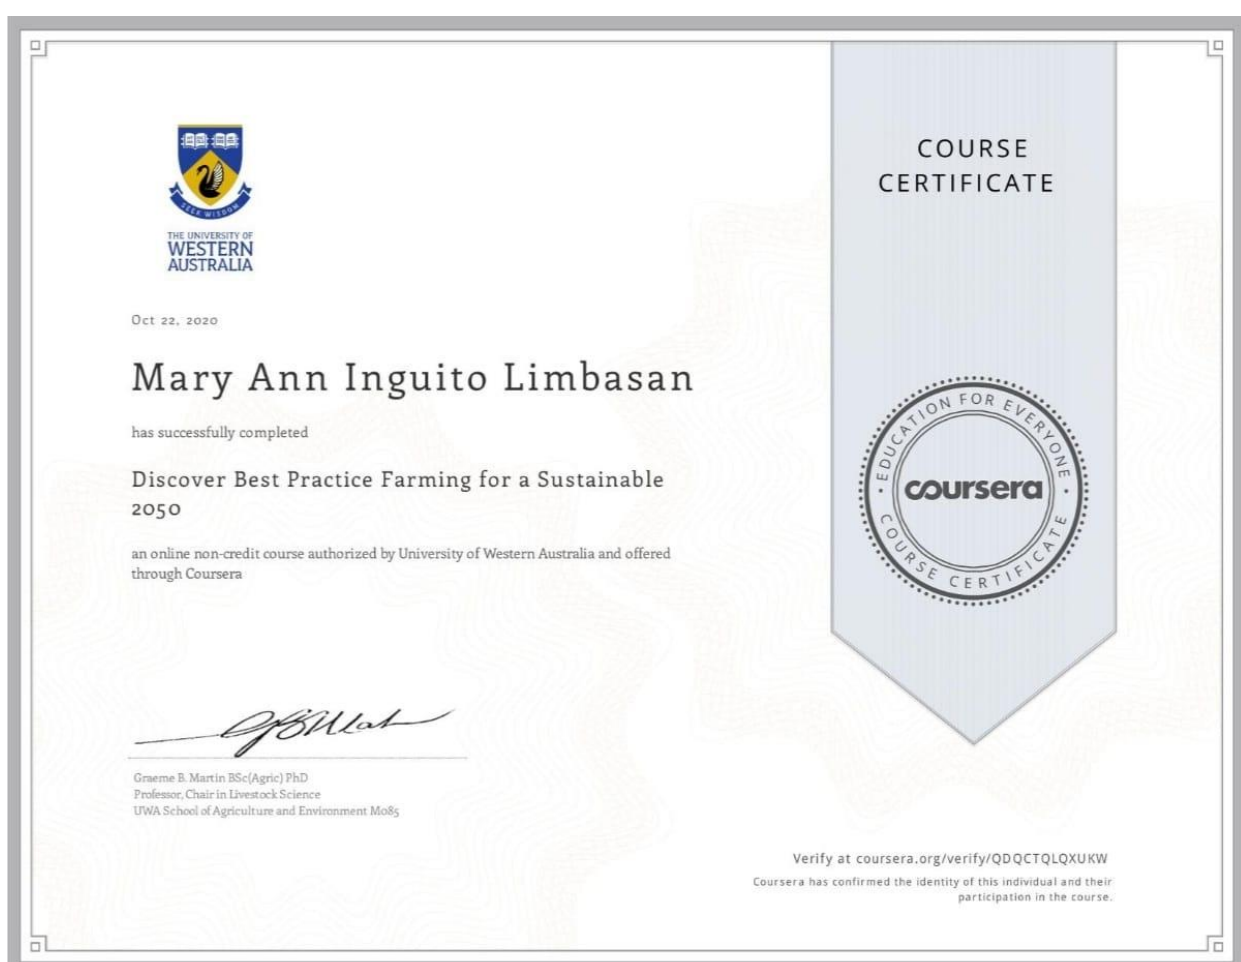 SEEK WISDOM
THE UNIVERSITY OF
WESTERN
AUSTRALIA
COURSE
CERTIFICATE
Oct 22, 2020
Mary Ann Inguito Limbasan
has successfully completed
Discover Best Practice Farming for a Sustainable
2050
an online non-credit course authorized by University of Western Australia and offered
through Coursera
EDUCATION FOR EVERYONE
coursera
COURSE CERTIFICATE
Graeme B. Martin BSc(Agric) PhD
Professor, Chair in Livestock Science
UWA School of Agriculture and Environment M085
Verify at coursera.org/verify/QDQCTQLQXUKW
Coursera has confirmed the identity of this individual and their
participation in the course.